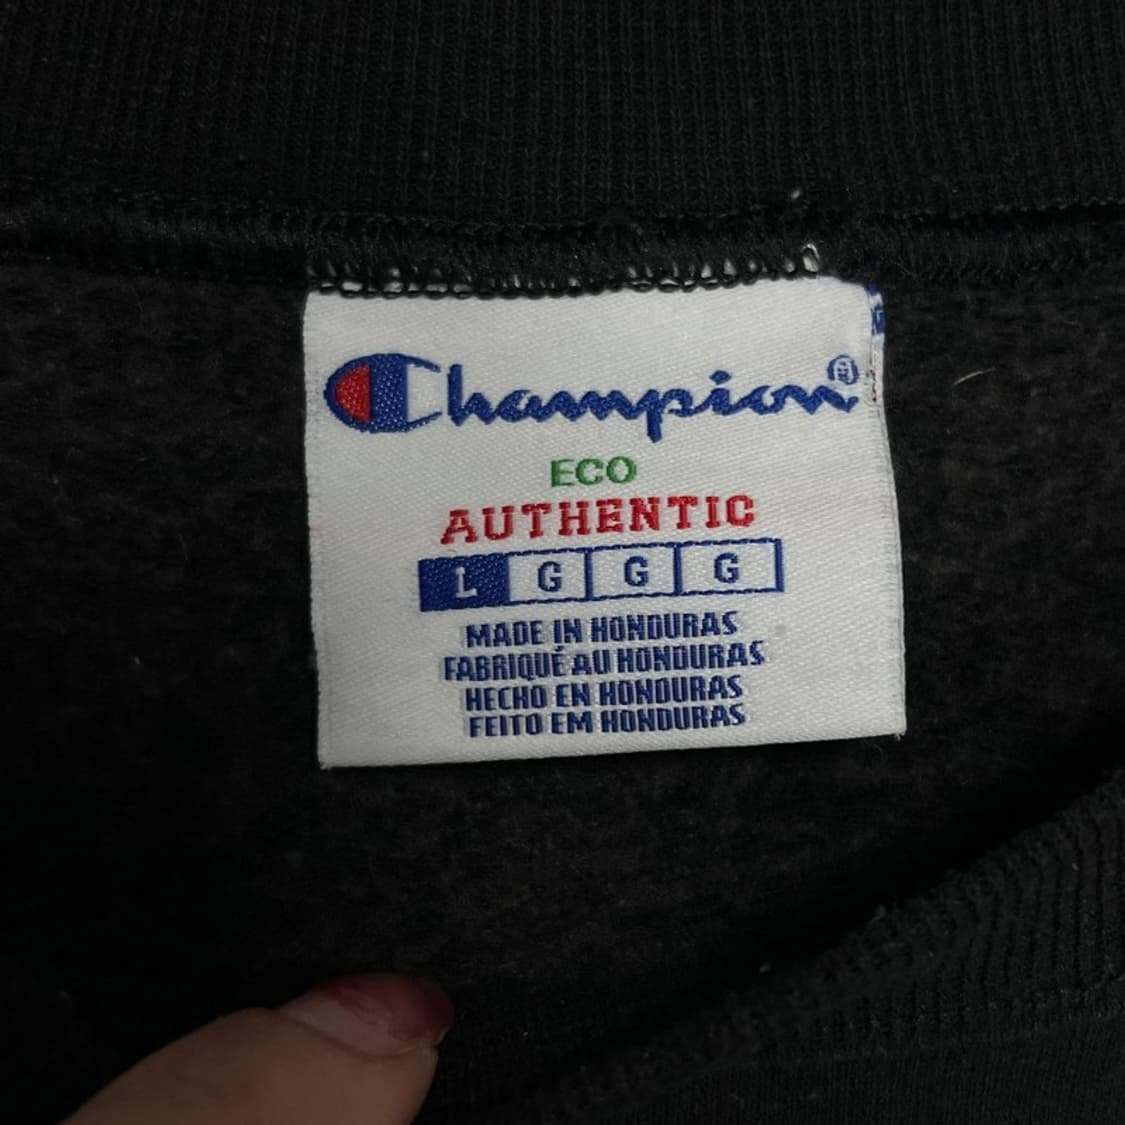 Champion®
ECO
AUTHENTIC
L G G G
MADE IN HONDURAS
FABRIQUÉ AU HONDURAS
HECHO EN HONDURAS
FEITO EM HONDURAS